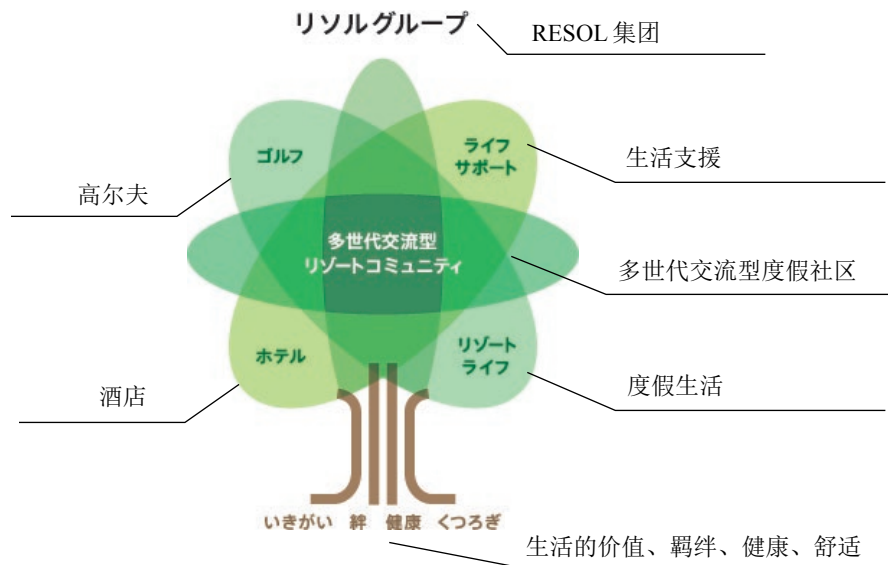 リソルグループ
RESOL 集团
ゴルフ
ライフ
サポート
生活支援
高尔夫
多世代交流型
リゾートコミュニティ
多世代交流型度假社区
ホテル
リゾート
ライフ
酒店
度假生活
いきがい 絆 健康 くつろぎ
生活的价值、羁绊、健康、舒适